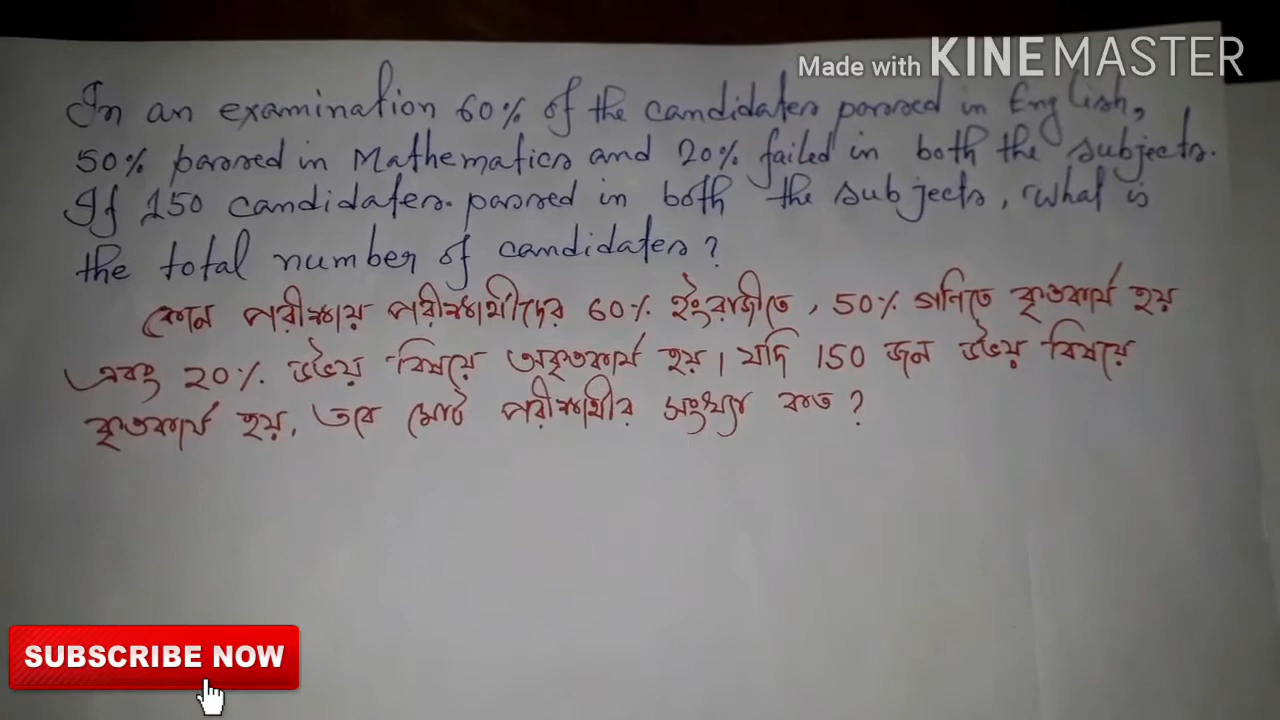 Made with KINEMASTER
In an examination 60% of the candidates passed in English,
50% passed in Mathematics and 20% failed in both the subjects.
If 150 candidates passed in both the subjects, what is
the total number of candidates?
কোন পরীক্ষায় পরীক্ষার্থীদের 60% ইংরাজীতে, 50% গণিতে কৃতকার্য হয়
এবং 20% উভয় বিষয়ে অকৃতকার্য হয়। যদি 150 জন উভয় বিষয়ে
কৃতকার্য হয়, তবে মোট পরীক্ষার্থীর সংখ্যা কত?
SUBSCRIBE NOW